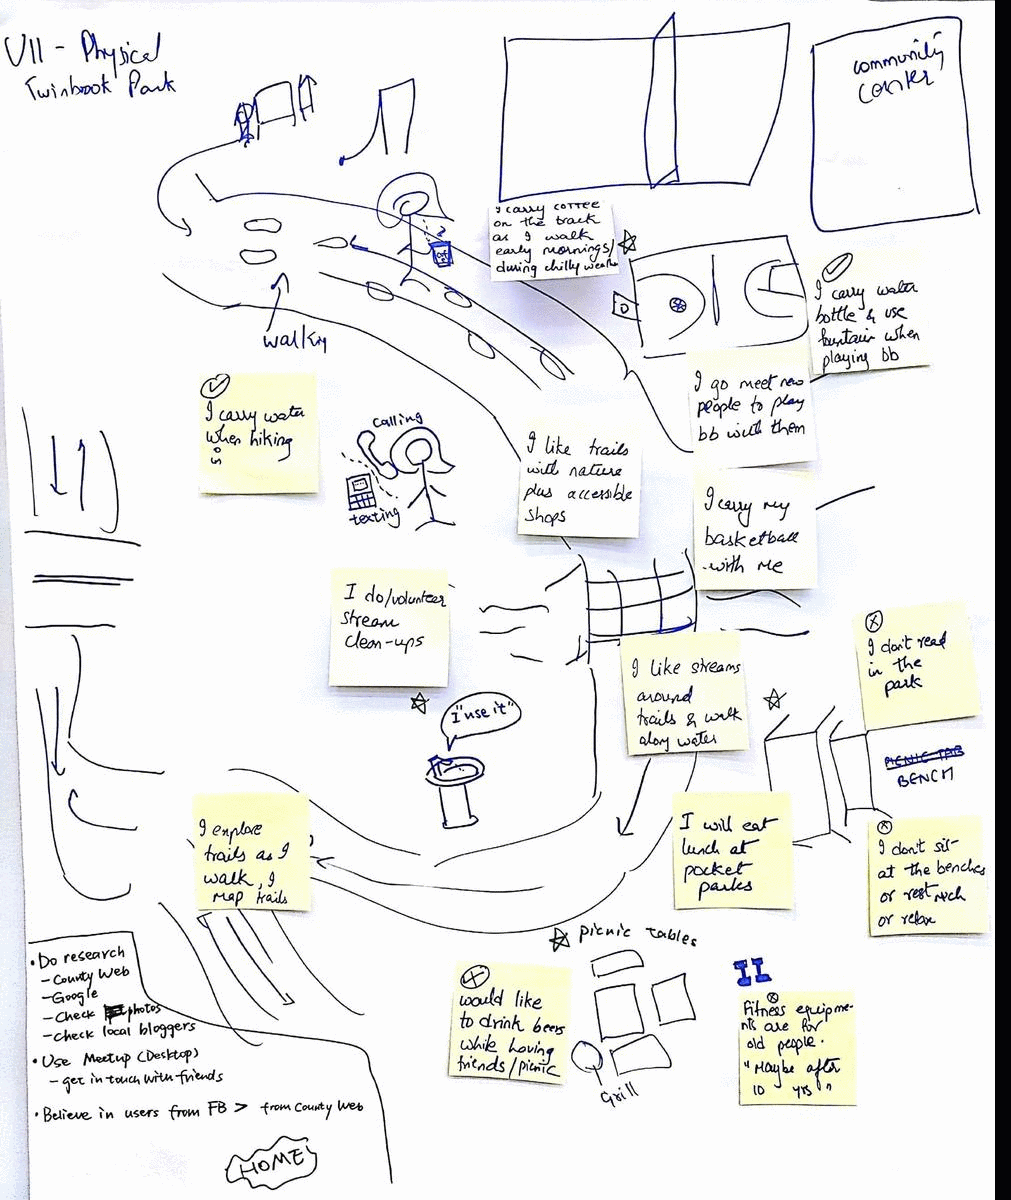 VII - Physical
Twinbrook Park
community
center
I carry coffee
on the track
as I walk
early mornings/
during chilly weather
I carry water
bottle & use
fountain when
playing bb
walking
I go meet new
people to play
bb with them
I carry water
when hiking
calling
texting
I like trails
with nature
plus accessible
shops
I carry my
basketball
with me
I do/volunteer
stream
clean-ups
I don't read
in the
park
I like streams
around
trails & walk
along water
I "use it"
PICNIC TAB
BENCH
I explore
trails as I
walk, I
map trails
I will eat
lunch at
pocket
parks
I don't sit
at the benches
or rest much
or relax
• Do research
- County Web
- Google
- Check photos
- Check local bloggers
• Use Meetup (Desktop)
- get in touch with friends
• Believe in users from FB > from County Web
HOME
picnic tables
would like
to drink beers
while having
friends/picnic
Grill
Fitness equipme-
nts are for
old people.
"Maybe after
10 yrs"